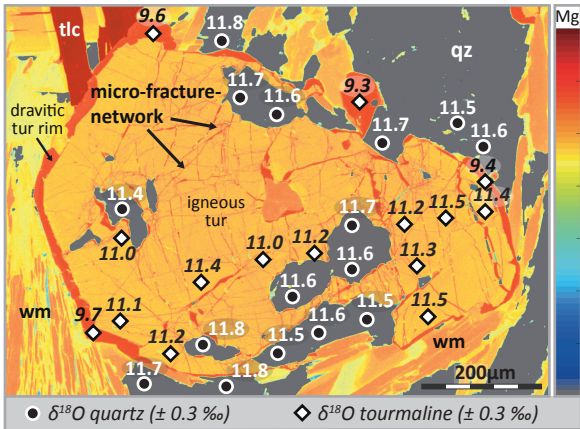 9.6
11.8
Mg
tlc
qz
11.7
micro-fracture-
network
11.6
9.3
11.5
dravitic
tur rim
11.7
11.6
9.4
11.4
igneous
tur
11.7
11.2
11.5
11.4
11.0
11.0
11.2
11.3
11.4
11.6
wm
11.1
11.6
9.7
11.2
11.8
11.5
11.6
11.5
11.5
wm
11.7
11.8
200µm
δ18O quartz (± 0.3 ‰)
δ18O tourmaline (± 0.3 ‰)